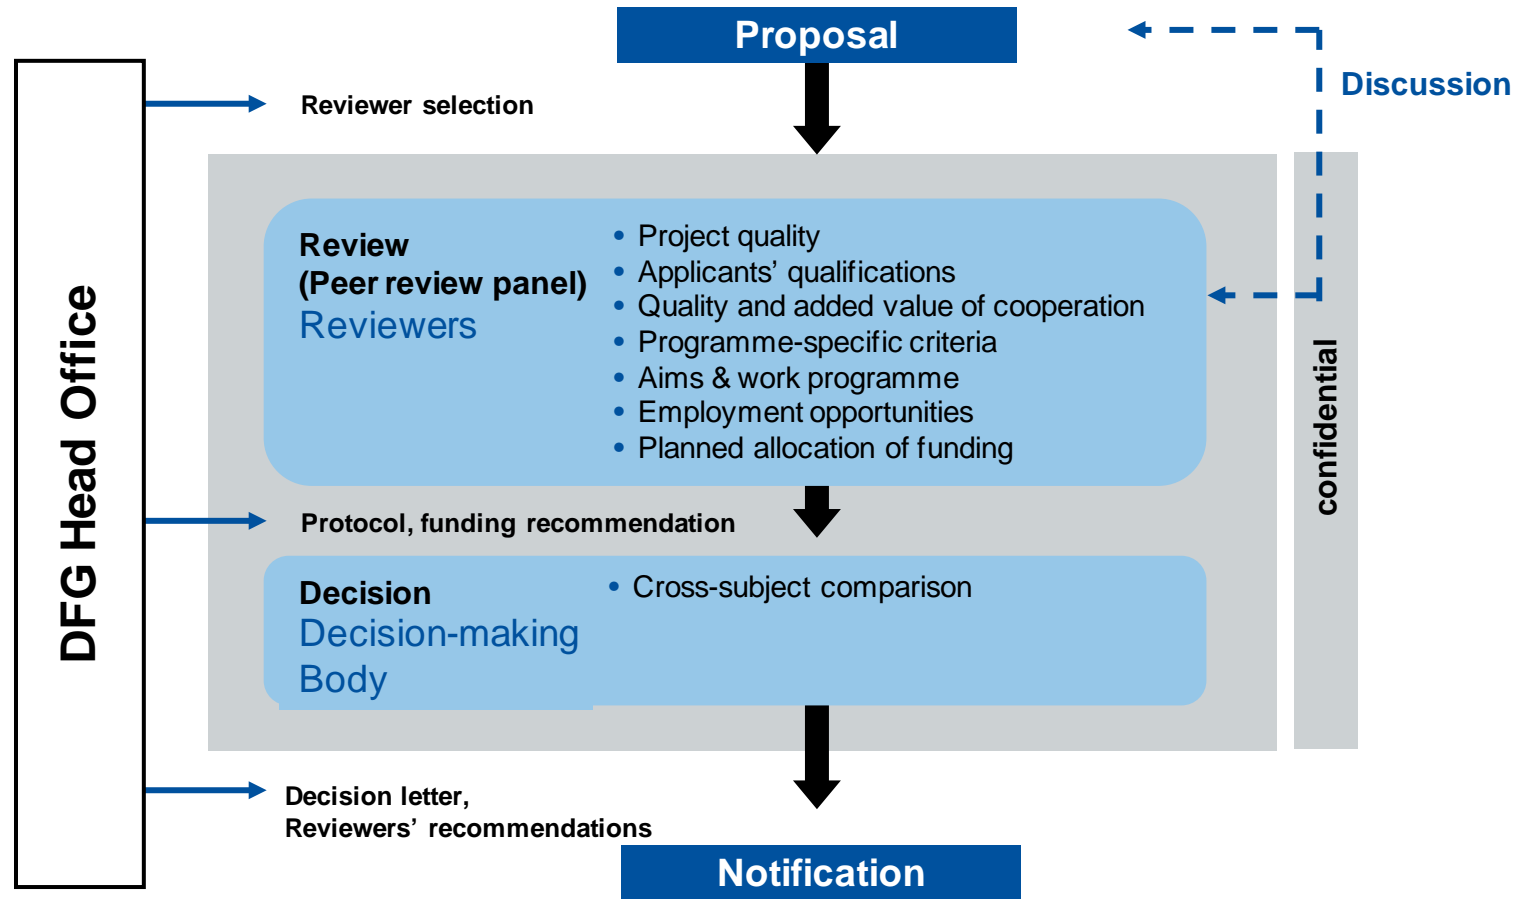 Proposal
Discussion
Reviewer selection
DFG Head Office
Review
(Peer review panel)
Reviewers
• Project quality
• Applicants’ qualifications
• Quality and added value of cooperation
• Programme-specific criteria
• Aims & work programme
• Employment opportunities
• Planned allocation of funding
confidential
Protocol, funding recommendation
Decision
Decision-making
Body
• Cross-subject comparison
Decision letter,
Reviewers’ recommendations
Notification